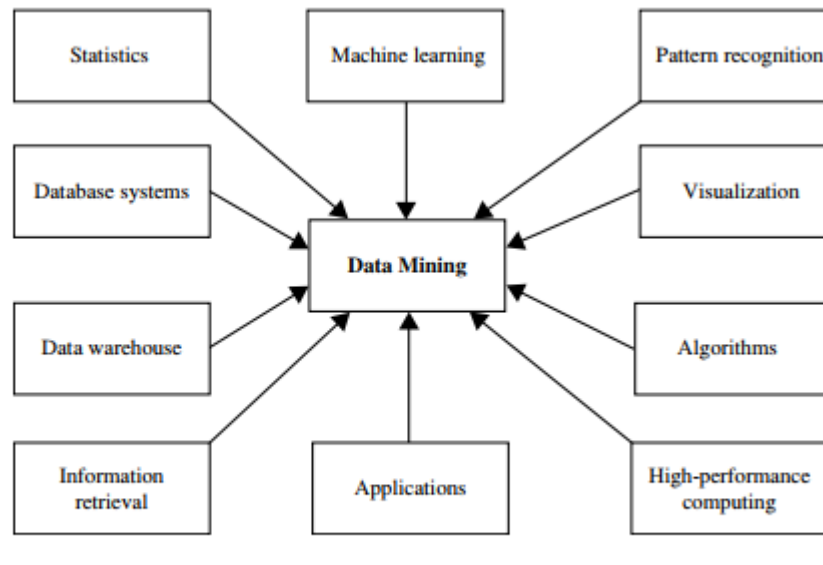 Statistics
Machine learning
Pattern recognition
Database systems
Visualization
Data Mining
Data warehouse
Algorithms
Information
retrieval
Applications
High-performance
computing